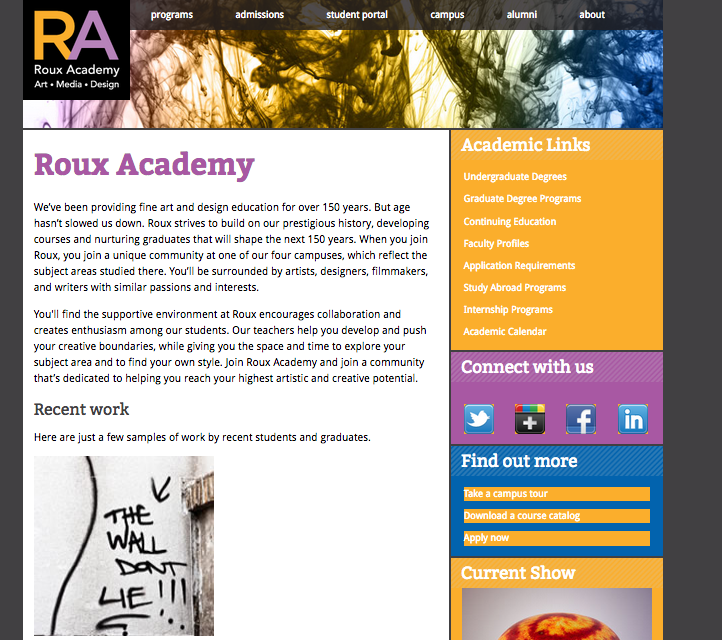 RA
Roux Academy
Art • Media • Design
programs
admissions
student portal
campus
alumni
about
Roux Academy
We've been providing fine art and design education for over 150 years. But age
hasn't slowed us down. Roux strives to build on our prestigious history, developing
courses and nurturing graduates that will shape the next 150 years. When you join
Roux, you join a unique community at one of our four campuses, which reflect the
subject areas studied there. You'll be surrounded by artists, designers, filmmakers,
and writers with similar passions and interests.
You'll find the supportive environment at Roux encourages collaboration and
creates enthusiasm among our students. Our teachers help you develop and push
your creative boundaries, while giving you the space and time to explore your
subject area and to find your own style. Join Roux Academy and join a community
that's dedicated to helping you reach your highest artistic and creative potential.
Recent work
Here are just a few samples of work by recent students and graduates.
THE
WALL
DONT
LIE!!!
Academic Links
Undergraduate Degrees
Graduate Degree Programs
Continuing Education
Faculty Profiles
Application Requirements
Study Abroad Programs
Internship Programs
Academic Calendar
Connect with us
f
in
Find out more
Take a campus tour
Download a course catalog
Apply now
Current Show